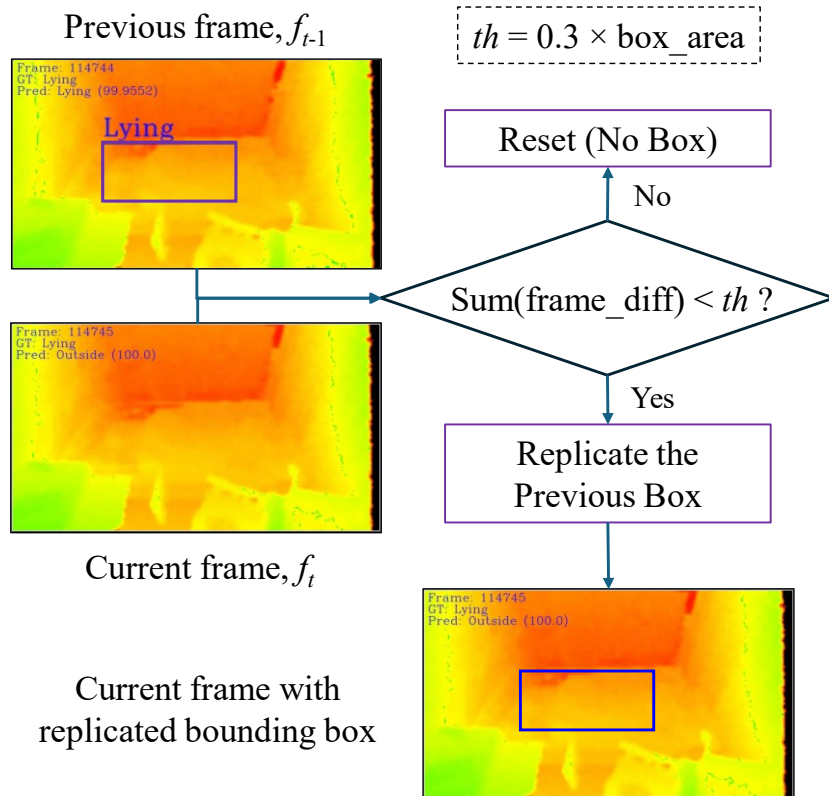 Previous frame, f_{t-1}
th = 0.3 × box_area
Frame: 114744
GT: Lying
Pred: Lying (99.9552)
Lying
Reset (No Box)
No
Sum(frame_diff) < th ?
Frame: 114745
GT: Lying
Pred: Outside (100.0)
Yes
Replicate the
Previous Box
Current frame, f_t
Frame: 114745
GT: Lying
Pred: Outside (100.0)
Current frame with
replicated bounding box